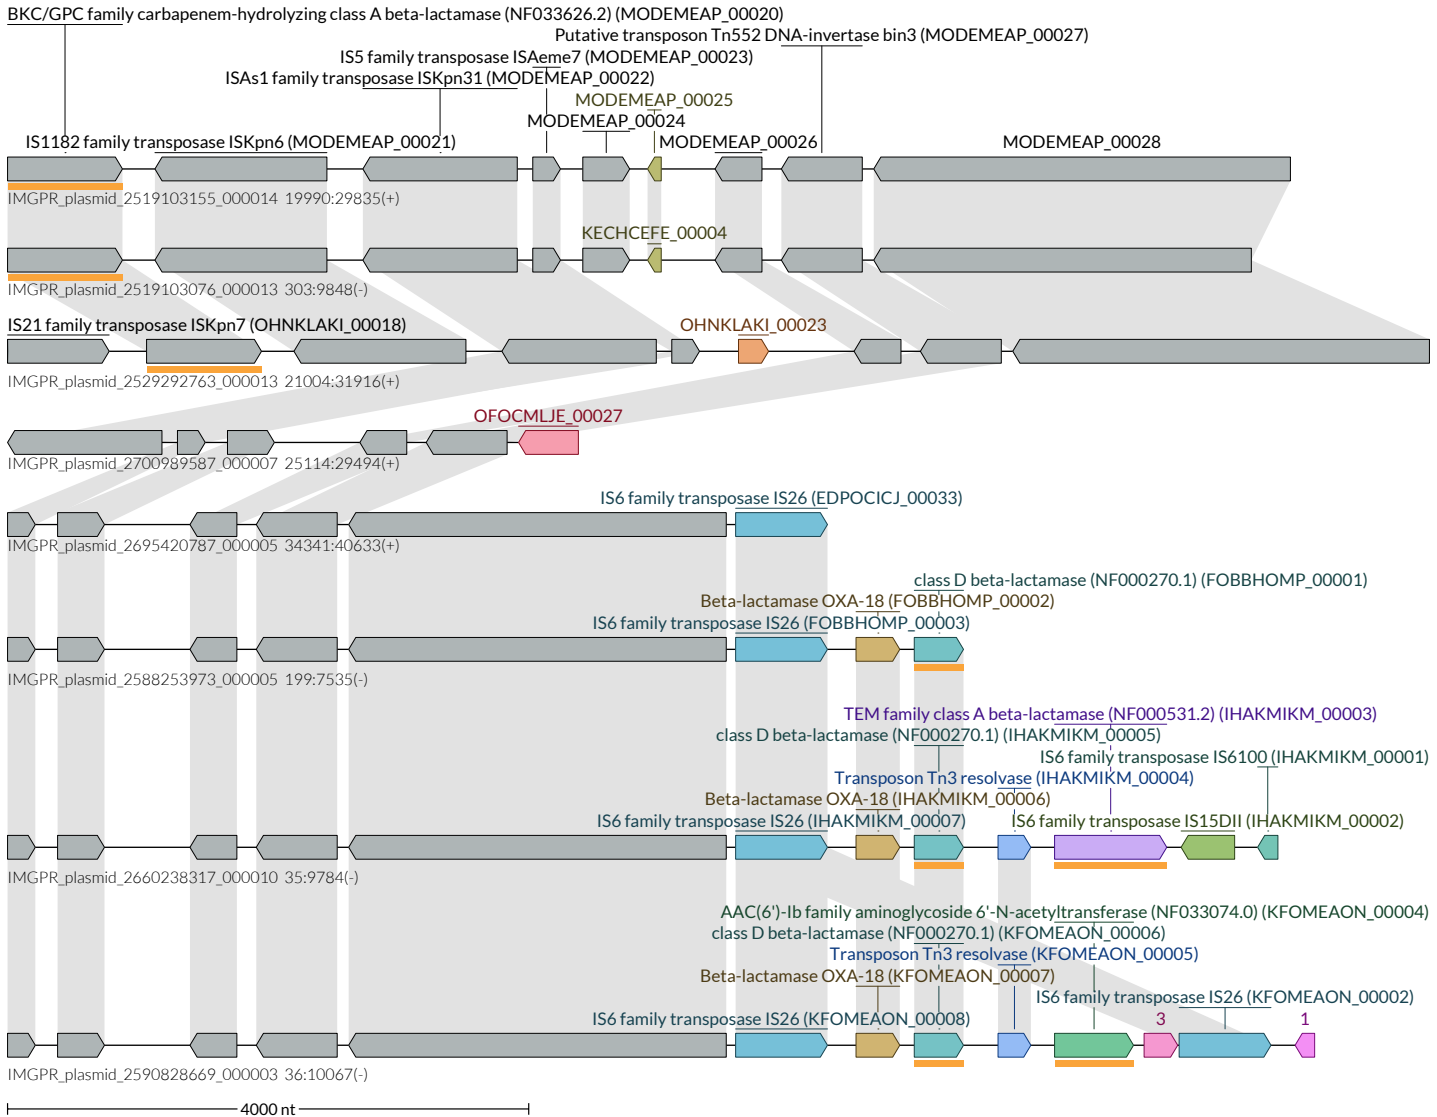 BKC/GPC family carbapenem-hydrolyzing class A beta-lactamase (NF033626.2) (MODEMEAP_00020)
Putative transposon Tn552 DNA-invertase bin3 (MODEMEAP_00027)
IS5 family transposase ISAeme7 (MODEMEAP_00023)
ISAs1 family transposase ISKpn31 (MODEMEAP_00022)
MODEMEAP_00025
MODEMEAP_00024
IS1182 family transposase ISKpn6 (MODEMEAP_00021)
MODEMEAP_00026
MODEMEAP_00028
IMGPR_plasmid_2519103155_000014 19990:29835(+)
KECHCEFE_00004
IMGPR_plasmid_2519103076_000013 303:9848(-)
IS21 family transposase ISKpn7 (OHNKLAKI_00018)
OHNKLAKI_00023
IMGPR_plasmid_2529292763_000013 21004:31916(+)
OFOCMLJE_00027
IMGPR_plasmid_2700989587_000007 25114:29494(+)
IS6 family transposase IS26 (EDPOCICJ_00033)
IMGPR_plasmid_2695420787_000005 34341:40633(+)
class D beta-lactamase (NF000270.1) (FOBBHOMP_00001)
Beta-lactamase OXA-18 (FOBBHOMP_00002)
IS6 family transposase IS26 (FOBBHOMP_00003)
IMGPR_plasmid_2588253973_000005 199:7535(-)
TEM family class A beta-lactamase (NF000531.2) (IHAKMIKM_00003)
class D beta-lactamase (NF000270.1) (IHAKMIKM_00005)
IS6 family transposase IS6100 (IHAKMIKM_00001)
Transposon Tn3 resolvase (IHAKMIKM_00004)
Beta-lactamase OXA-18 (IHAKMIKM_00006)
IS6 family transposase IS26 (IHAKMIKM_00007)
IS6 family transposase IS15DII (IHAKMIKM_00002)
IMGPR_plasmid_2660238317_000010 35:9784(-)
AAC(6')-Ib family aminoglycoside 6'-N-acetyltransferase (NF033074.0) (KFOMEAON_00004)
class D beta-lactamase (NF000270.1) (KFOMEAON_00006)
Transposon Tn3 resolvase (KFOMEAON_00005)
Beta-lactamase OXA-18 (KFOMEAON_00007)
IS6 family transposase IS26 (KFOMEAON_00002)
IS6 family transposase IS26 (KFOMEAON_00008)
3
1
IMGPR_plasmid_2590828669_000003 36:10067(-)
4000 nt